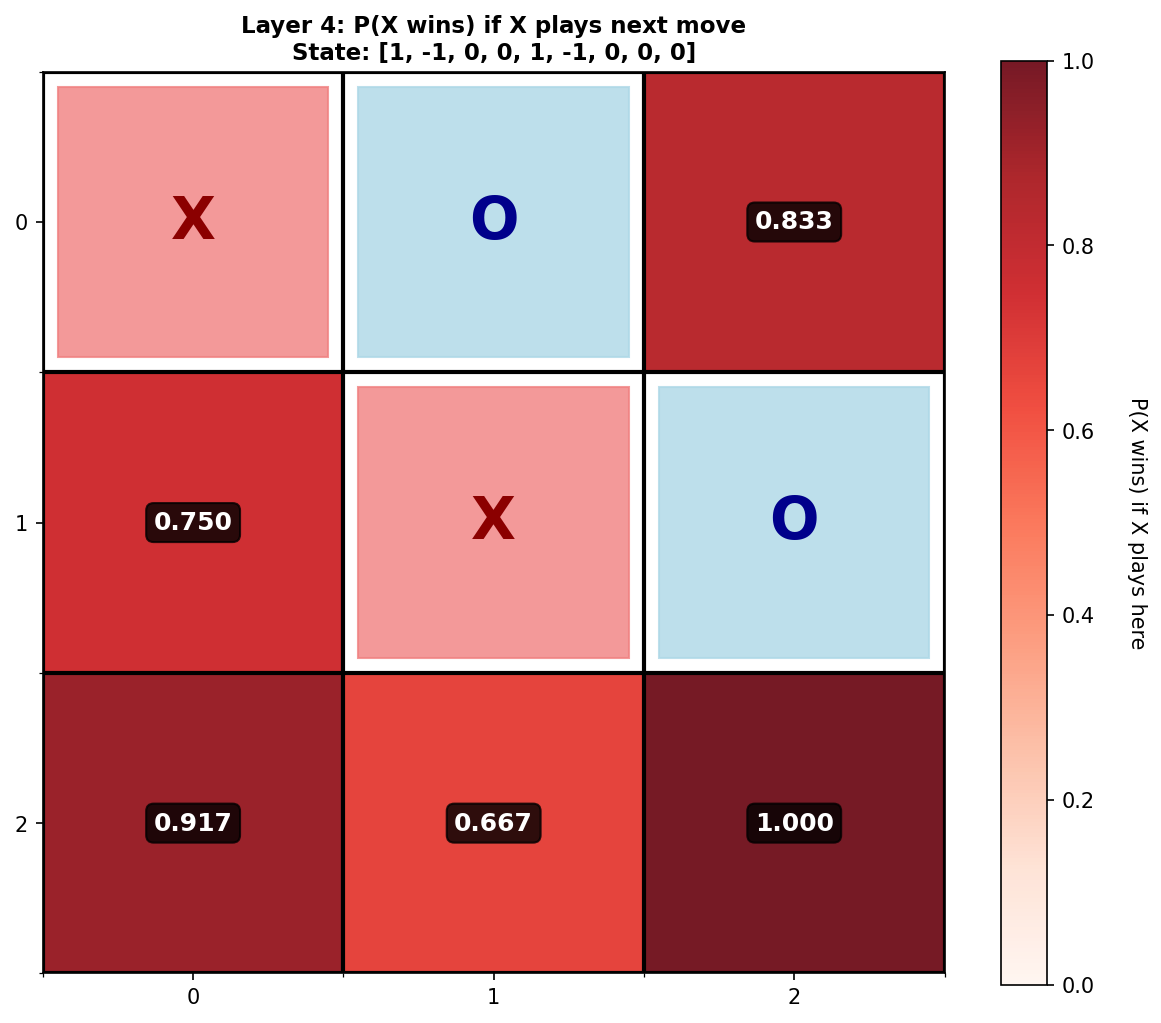 Layer 4: P(X wins) if X plays next move
State: [1, -1, 0, 0, 1, -1, 0, 0, 0]
X
O
0.833
0.750
X
O
0.917
0.667
1.000
0
1
2
0
1
2
1.0
0.8
0.6
0.4
0.2
0.0
P(X wins) if X plays here